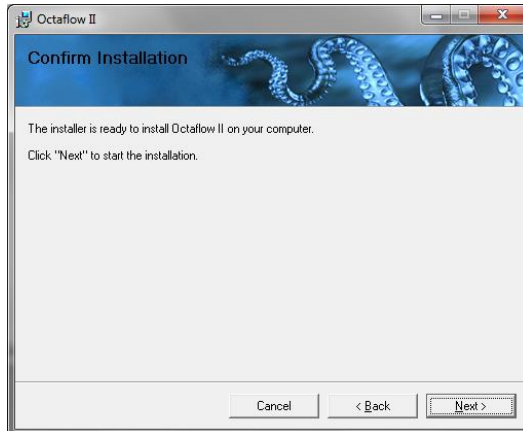 Octaflow II
Confirm Installation
The installer is ready to install Octaflow II on your computer.
Click "Next" to start the installation.
Cancel
< Back
Next >